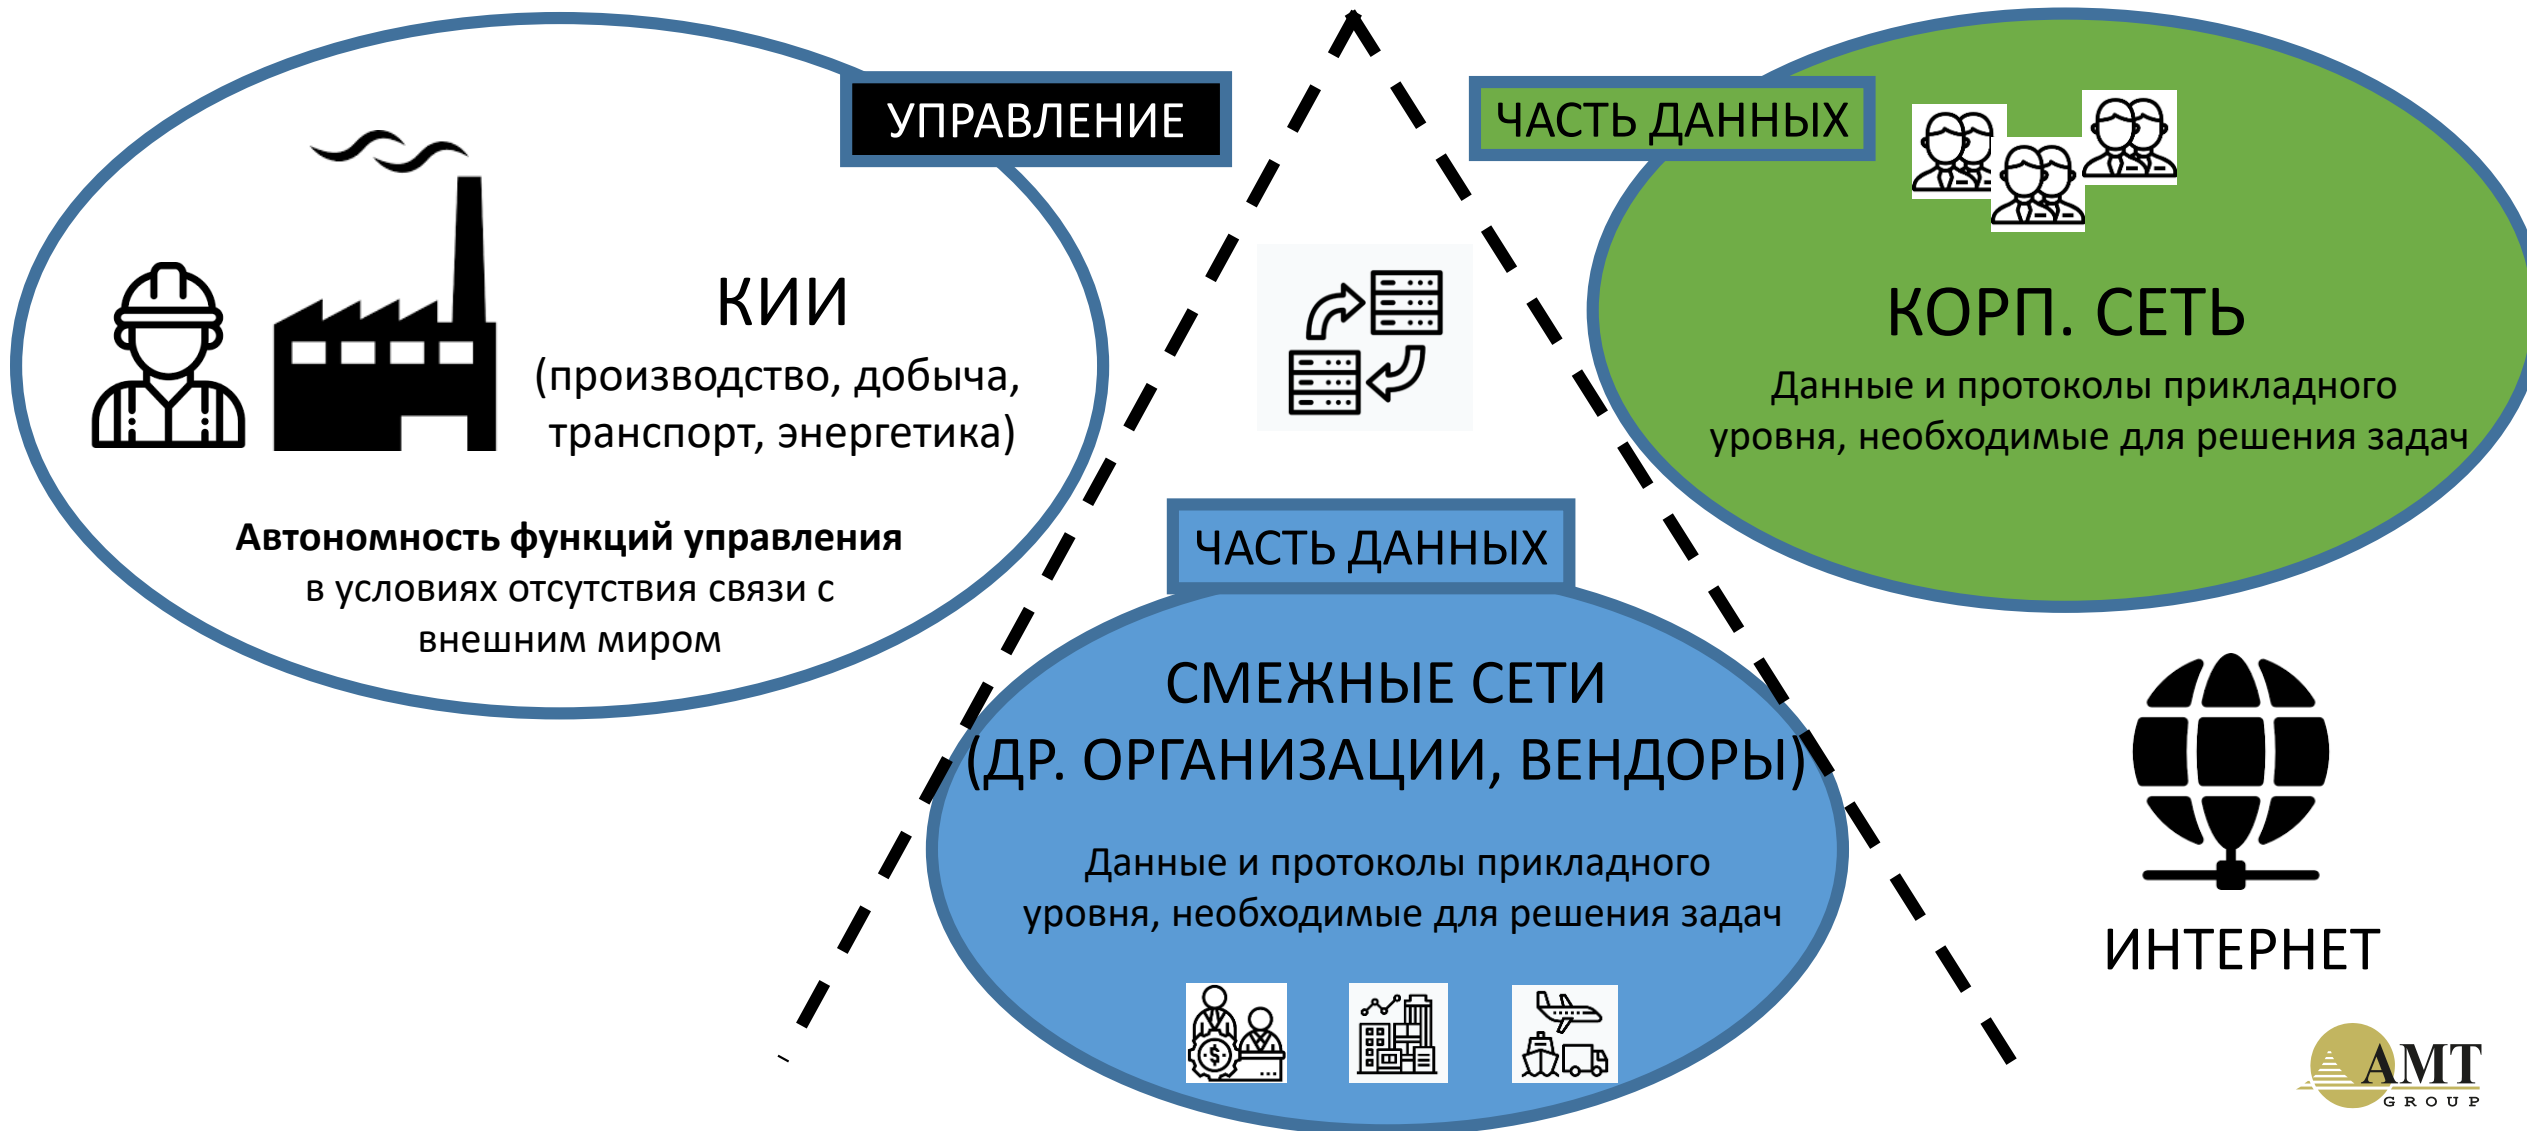 УПРАВЛЕНИЕ
КИИ
(производство, добыча,
транспорт, энергетика)
Автономность функций управления
в условиях отсутствия связи с
внешним миром
ЧАСТЬ ДАННЫХ
КОРП. СЕТЬ
Данные и протоколы прикладного
уровня, необходимые для решения задач
ЧАСТЬ ДАННЫХ
СМЕЖНЫЕ СЕТИ
(ДР. ОРГАНИЗАЦИИ, ВЕНДОРЫ)
Данные и протоколы прикладного
уровня, необходимые для решения задач
$
ИНТЕРНЕТ
AMT
GROUP